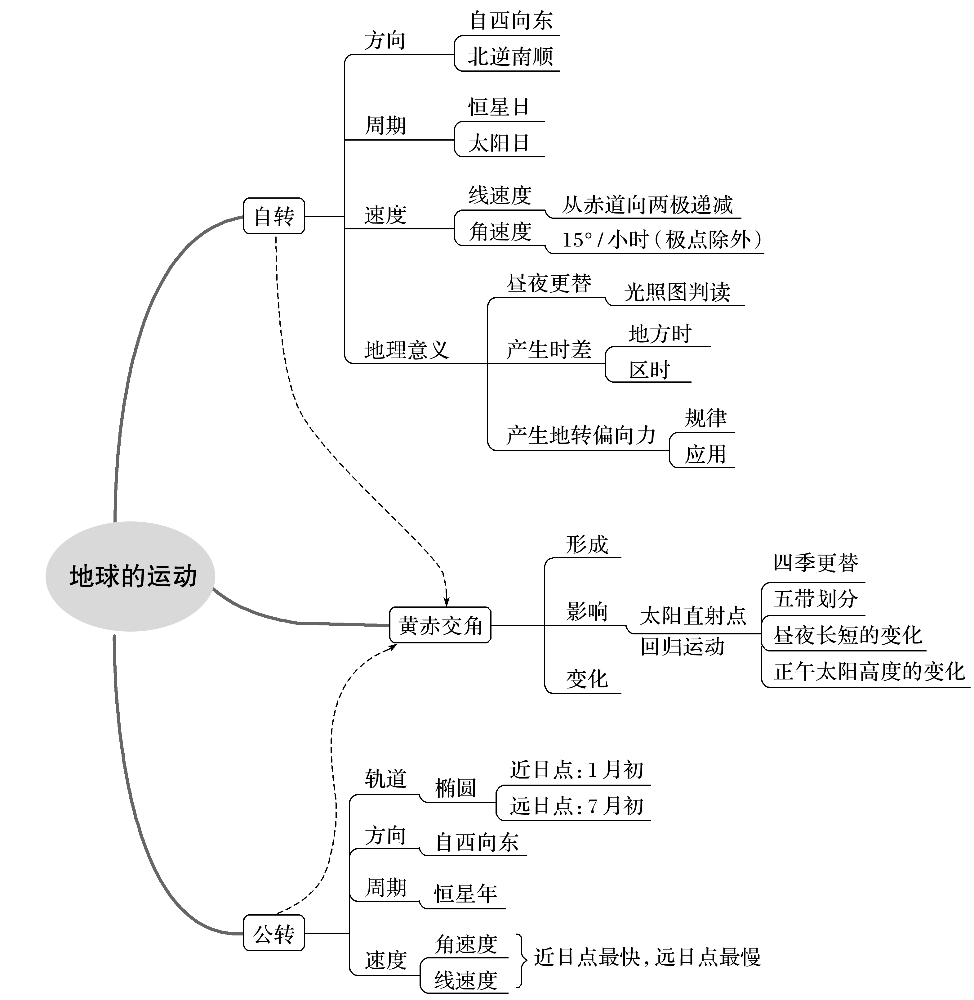 自西向东
方向
北逆南顺
恒星日
周期
太阳日
线速度
从赤道向两极递减
自转
速度
角速度
15°/小时(极点除外)
昼夜更替
光照图判读
地方时
地理意义
产生时差
区时
规律
产生地转偏向力
应用
地球的运动
形成
四季更替
五带划分
黄赤交角
影响
太阳直射点
回归运动
昼夜长短的变化
正午太阳高度的变化
变化
近日点:1月初
轨道
椭圆
远日点:7月初
方向
自西向东
周期
恒星年
公转
角速度
速度
近日点最快,远日点最慢
线速度